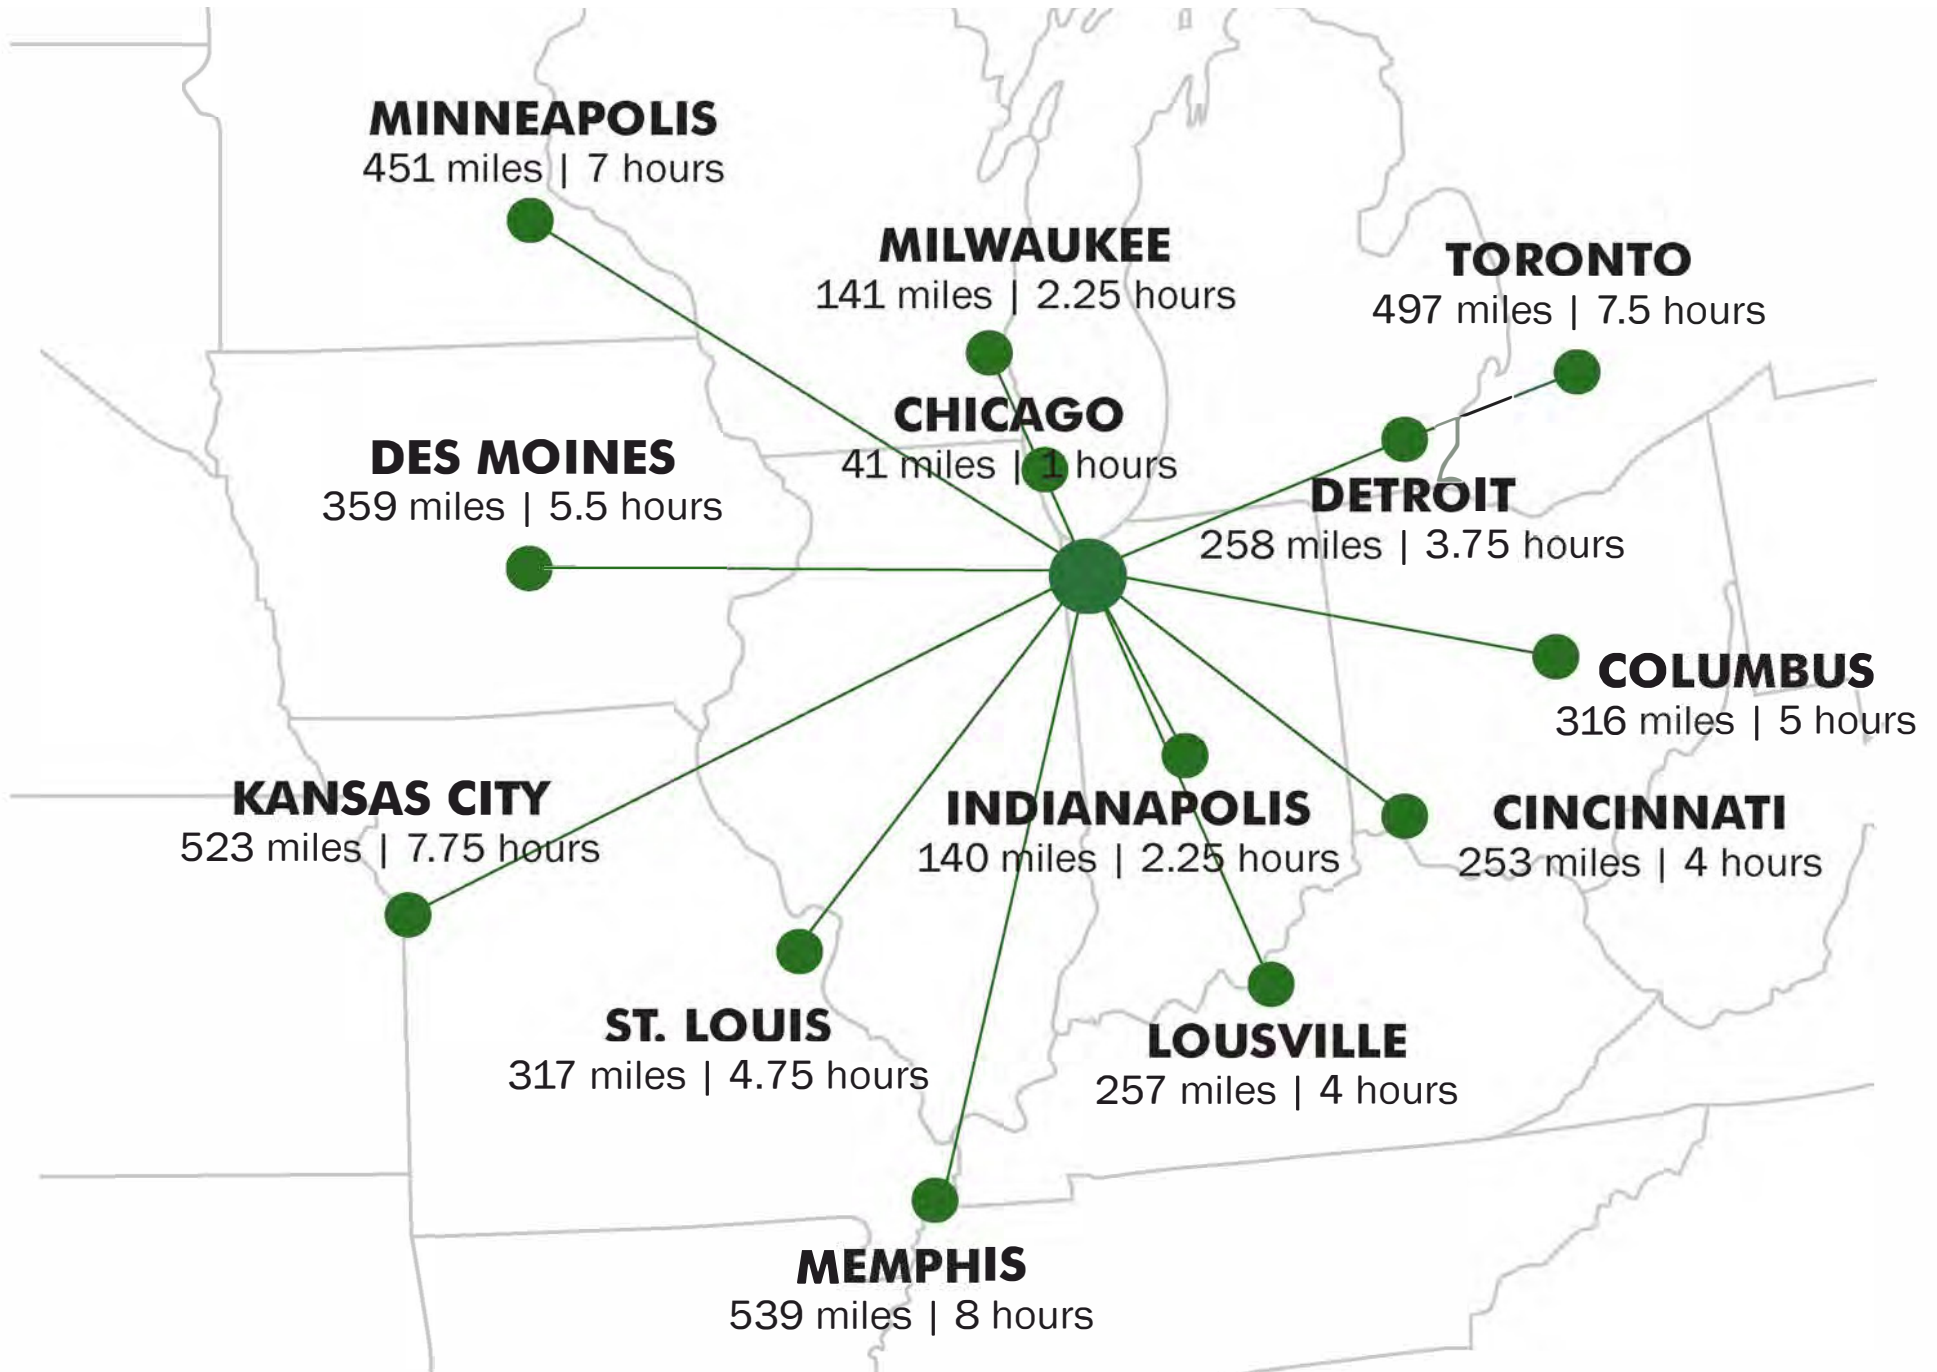 MINNEAPOLIS
451 miles | 7 hours
MILWAUKEE
141 miles | 2.25 hours
TORONTO
497 miles | 7.5 hours
CHICAGO
41 miles | 1 hours
DES MOINES
359 miles | 5.5 hours
DETROIT
258 miles | 3.75 hours
COLUMBUS
316 miles | 5 hours
KANSAS CITY
523 miles | 7.75 hours
INDIANAPOLIS
140 miles | 2.25 hours
CINCINNATI
253 miles | 4 hours
ST. LOUIS
317 miles | 4.75 hours
LOUSVILLE
257 miles | 4 hours
MEMPHIS
539 miles | 8 hours